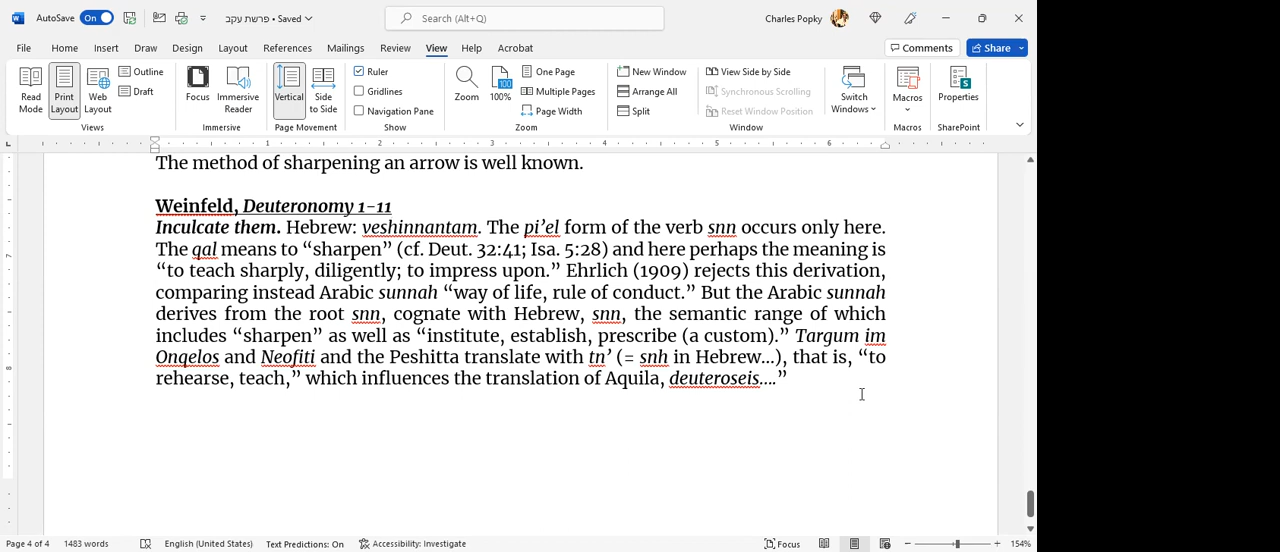 AutoSave On פרשת עקב • Saved Search (Alt+Q) Charles Popky
File Home Insert Draw Design Layout References Mailings Review View Help Acrobat Comments Share
Read Mode Print Layout Web Layout Outline Draft Focus Immersive Reader Vertical Side to Side Ruler Gridlines Navigation Pane Zoom 100% One Page Multiple Pages Page Width New Window Arrange All Split View Side by Side Synchronous Scrolling Reset Window Position Switch Windows Macros Properties
Views Immersive Page Movement Show Zoom Window Macros SharePoint
1 2 3 4 5 6
The method of sharpening an arrow is well known.
Weinfeld, Deuteronomy 1–11
Inculcate them. Hebrew: veshinnantam. The pi’el form of the verb snn occurs only here.
The qal means to “sharpen” (cf. Deut. 32:41; Isa. 5:28) and here perhaps the meaning is
“to teach sharply, diligently; to impress upon.” Ehrlich (1909) rejects this derivation,
comparing instead Arabic sunnah “way of life, rule of conduct.” But the Arabic sunnah
derives from the root snn, cognate with Hebrew, snn, the semantic range of which
includes “sharpen” as well as “institute, establish, prescribe (a custom).” Targum im
Onqelos and Neofiti and the Peshitta translate with tn’ (= snh in Hebrew…), that is, “to
rehearse, teach,” which influences the translation of Aquila, deuteroseis….”
7
8
Page 4 of 4 1483 words English (United States) Text Predictions: On Accessibility: Investigate Focus 154%